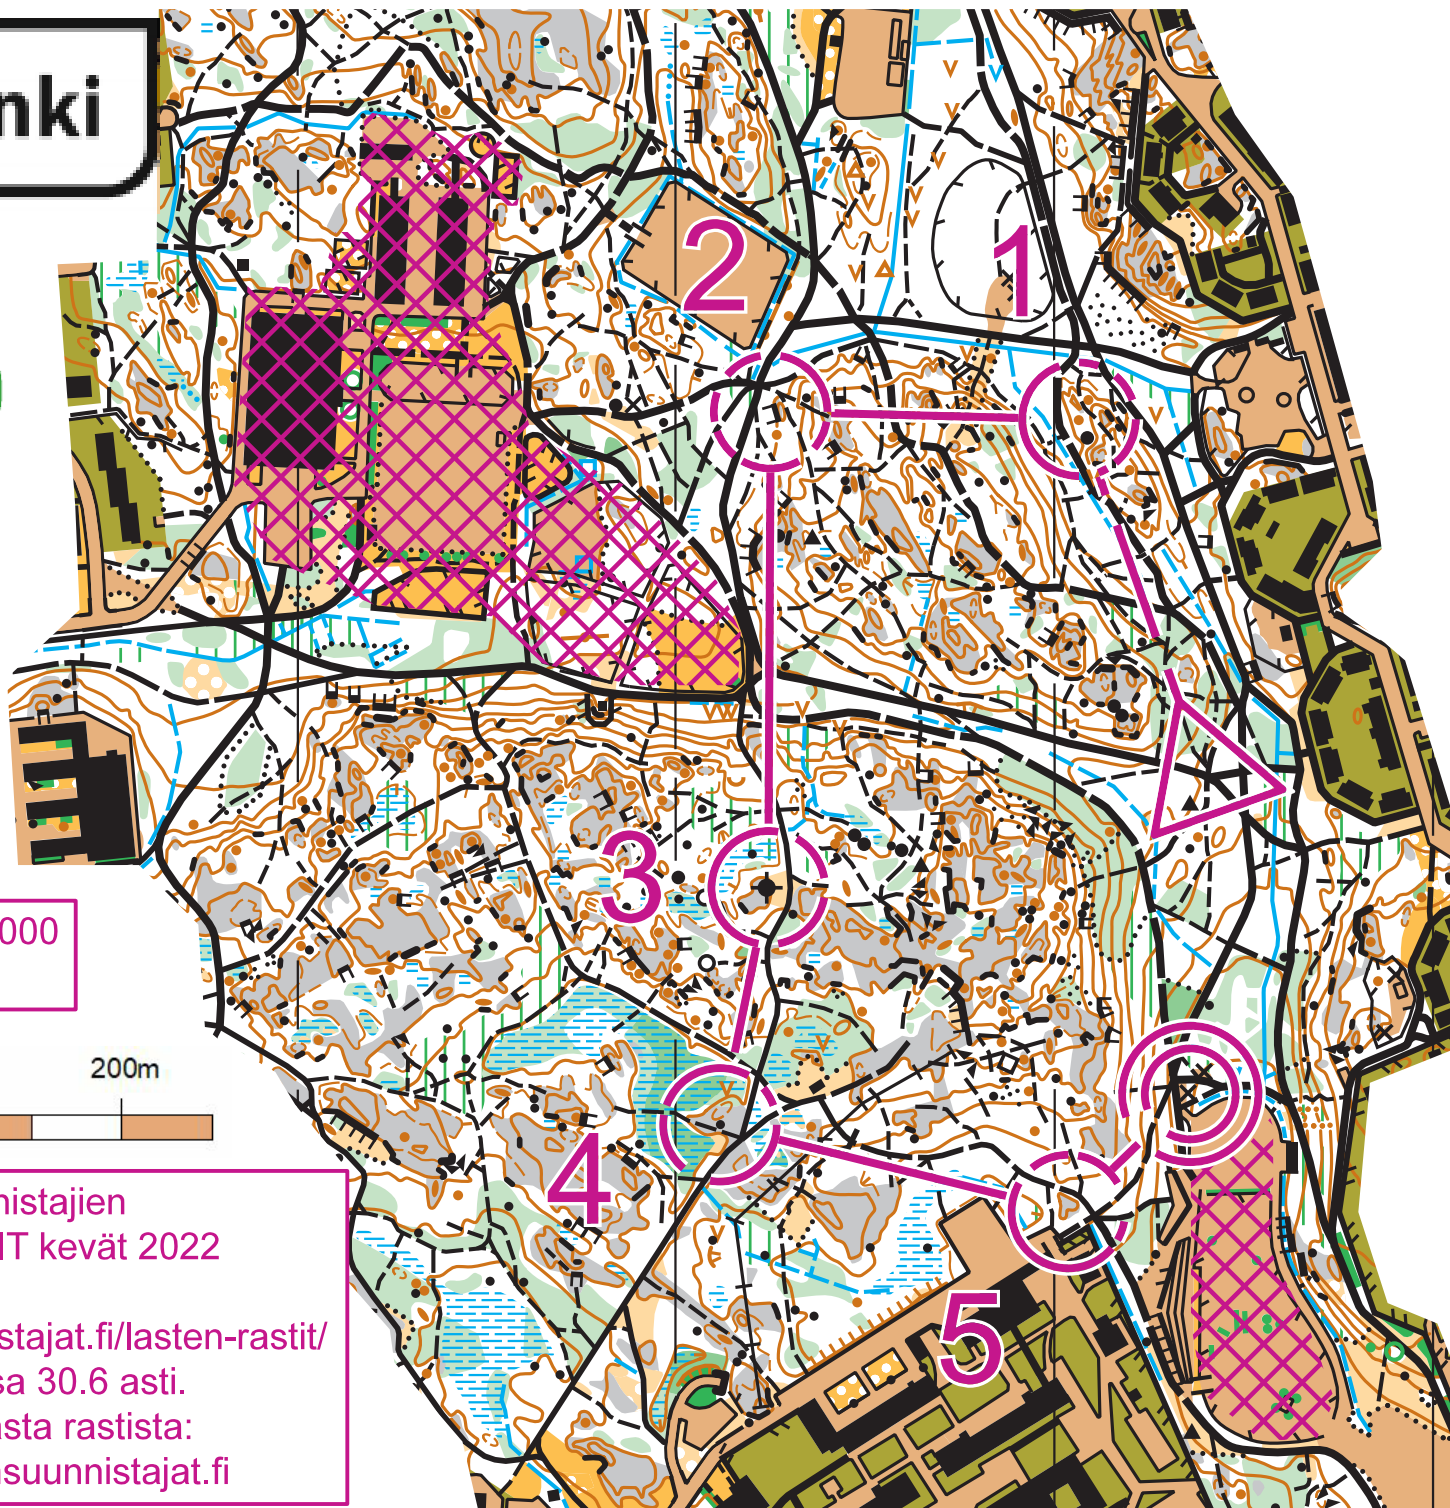 nki
2
1
3
000
200m
4
nistajien
IT kevät 2022
stajat.fi/lasten-rastit/
sa 30.6 asti.
5
asta rastista:
nsuunnistajat.fi